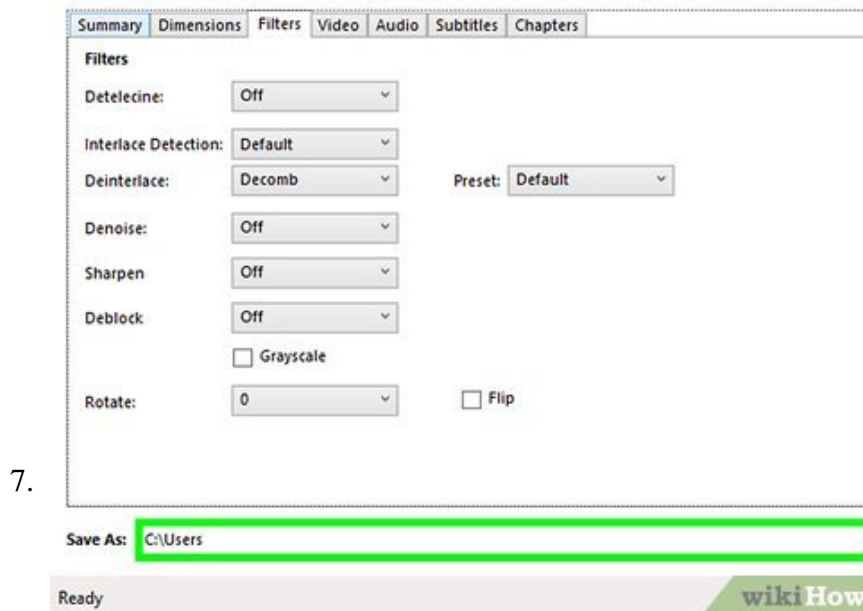 Summary Dimensions Filters Video Audio Subtitles Chapters
Filters
Detelecine: Off
Interlace Detection: Default
Deinterlace: Decomb Preset: Default
Denoise: Off
Sharpen Off
Deblock Off
Grayscale
Rotate: 0 Flip
7.
Save As: C:\Users
Ready wikiHow